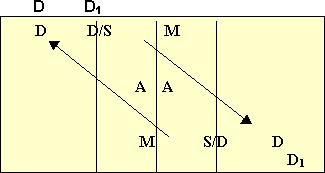 D D₁
D D/S M
A A
M S/D D
D₁